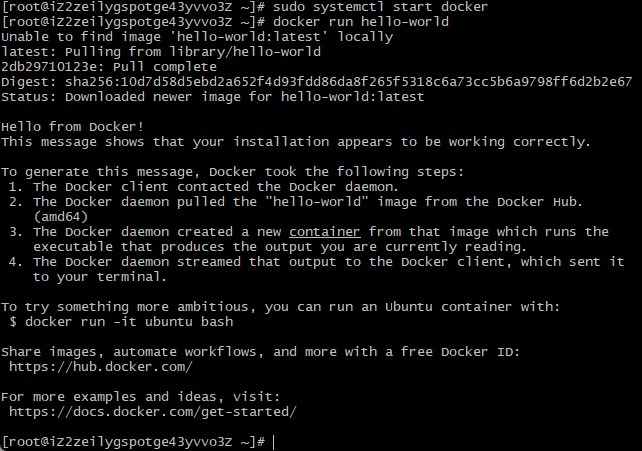 [root@iZ2zeilygspotge43yvvo3Z ~]# sudo systemctl start docker
[root@iZ2zeilygspotge43yvvo3Z ~]# docker run hello-world
Unable to find image 'hello-world:latest' locally
latest: Pulling from library/hello-world
2db29710123e: Pull complete
Digest: sha256:10d7d58d5ebd2a652f4d93fdd86da8f265f5318c6a73cc5b6a9798ff6d2b2e67
Status: Downloaded newer image for hello-world:latest

Hello from Docker!
This message shows that your installation appears to be working correctly.

To generate this message, Docker took the following steps:
 1. The Docker client contacted the Docker daemon.
 2. The Docker daemon pulled the "hello-world" image from the Docker Hub.
    (amd64)
 3. The Docker daemon created a new container from that image which runs the
    executable that produces the output you are currently reading.
 4. The Docker daemon streamed that output to the Docker client, which sent it
    to your terminal.

To try something more ambitious, you can run an Ubuntu container with:
 $ docker run -it ubuntu bash

Share images, automate workflows, and more with a free Docker ID:
 https://hub.docker.com/

For more examples and ideas, visit:
 https://docs.docker.com/get-started/

[root@iZ2zeilygspotge43yvvo3Z ~]#